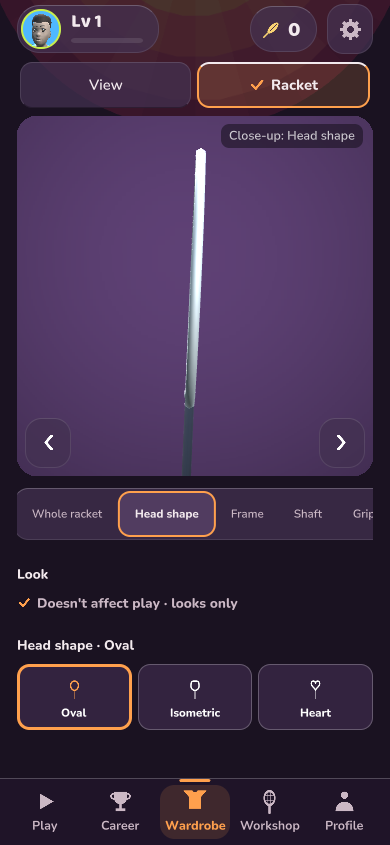 Lv 1
0
View
Racket
Close-up: Head shape
Whole racket
Head shape
Frame
Shaft
Grip
Look
Doesn't affect play · looks only
Head shape · Oval
Oval
Isometric
Heart
Play
Career
Wardrobe
Workshop
Profile